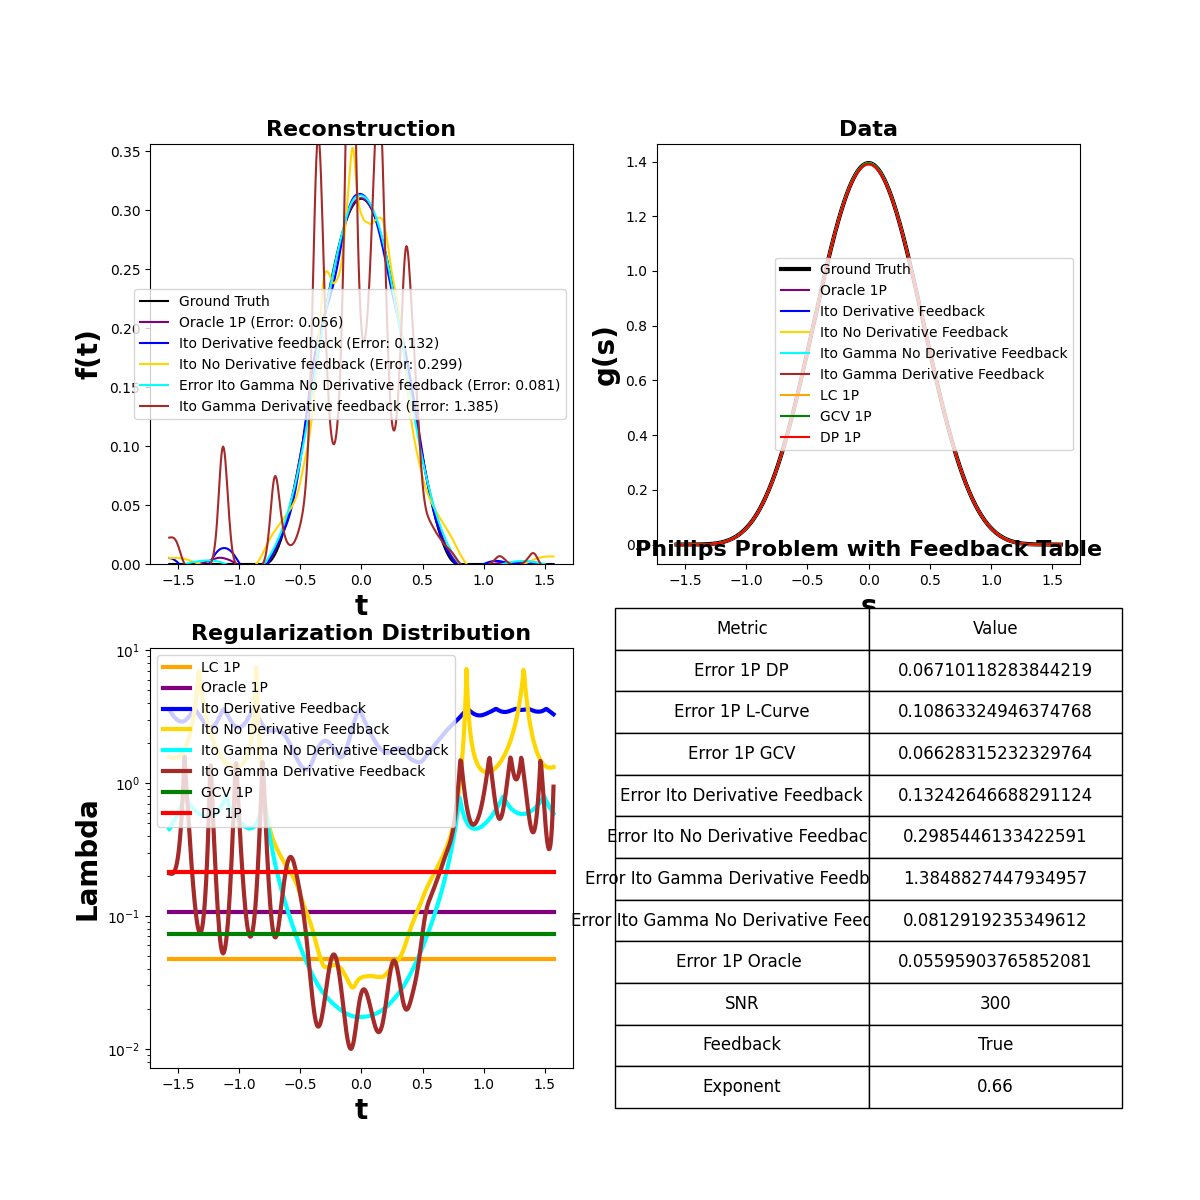 Reconstruction
0.35
0.30
0.25
0.20
0.15
0.10
0.05
0.00
f(t)
Ground Truth
Oracle 1P (Error: 0.056)
Ito Derivative feedback (Error: 0.132)
Ito No Derivative feedback (Error: 0.299)
Error Ito Gamma No Derivative feedback (Error: 0.081)
Ito Gamma Derivative feedback (Error: 1.385)
−1.5 −1.0 −0.5 0.0 0.5 1.0 1.5
t
Data
1.4
1.2
1.0
0.8
0.6
0.4
0.2
g(s)
Ground Truth
Oracle 1P
Ito Derivative Feedback
Ito No Derivative Feedback
Ito Gamma No Derivative Feedback
Ito Gamma Derivative Feedback
LC 1P
GCV 1P
DP 1P
−1.5 −1.0 −0.5 0.0 0.5 1.0 1.5
s
Regularization Distribution
10^1
10^0
10^−1
10^−2
Lambda
LC 1P
Oracle 1P
Ito Derivative Feedback
Ito No Derivative Feedback
Ito Gamma No Derivative Feedback
Ito Gamma Derivative Feedback
GCV 1P
DP 1P
−1.5 −1.0 −0.5 0.0 0.5 1.0 1.5
t
Phillips Problem with Feedback Table
Metric Value
Error 1P DP 0.06710118283844219
Error 1P L-Curve 0.10863324946374768
Error 1P GCV 0.06628315232329764
Error Ito Derivative Feedback 0.13242646688291124
Error Ito No Derivative Feedbac 0.2985446133422591
Error Ito Gamma Derivative Feedb 1.3848827447934957
Error Ito Gamma No Derivative Feed 0.0812919235349612
Error 1P Oracle 0.05595903765852081
SNR 300
Feedback True
Exponent 0.66